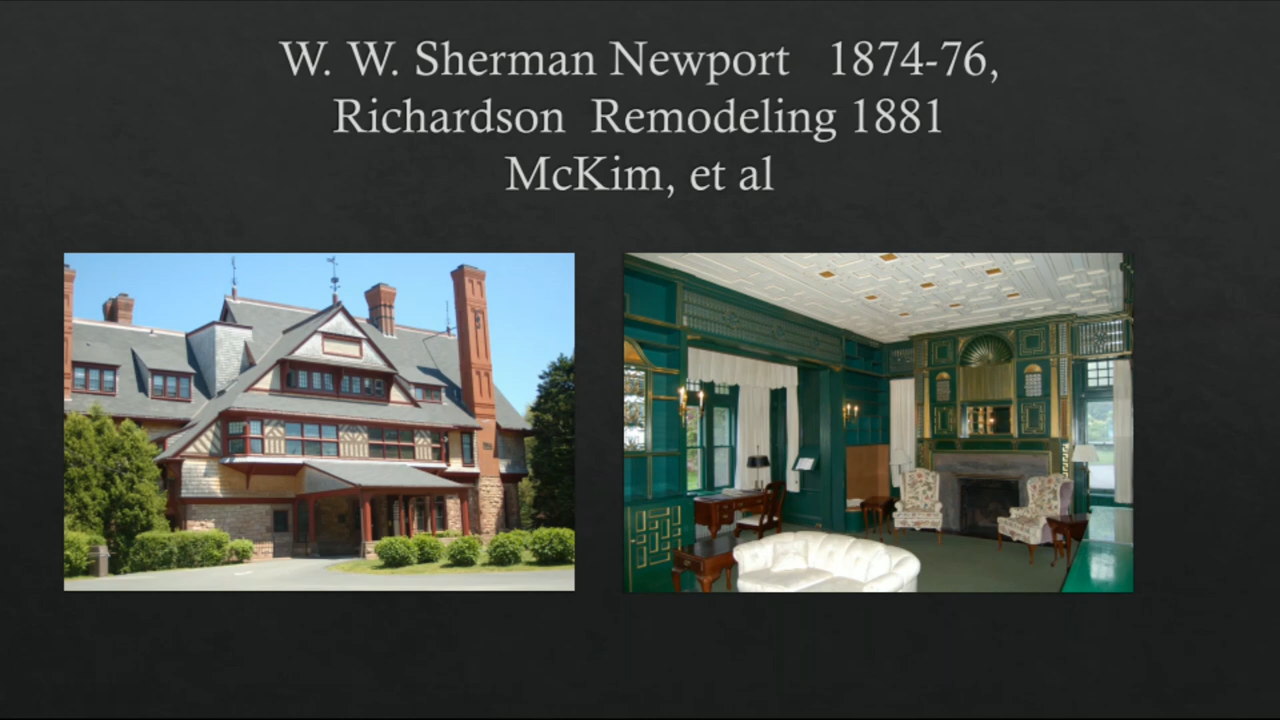 W. W. Sherman Newport 1874-76,
Richardson Remodeling 1881
McKim, et al